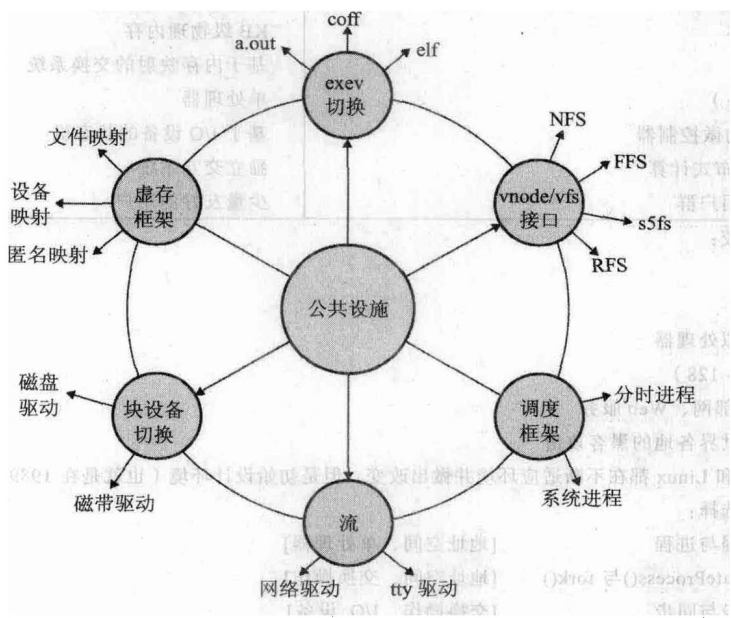 coff
a.out
elf
exev
切换
文件映射
设备
映射
匿名映射
虚存
框架
NFS
FFS
s5fs
RFS
vnode/vfs
接口
公共设施
磁盘
驱动
磁带驱动
块设备
切换
调度
框架
分时进程
系统进程
流
网络驱动
tty 驱动